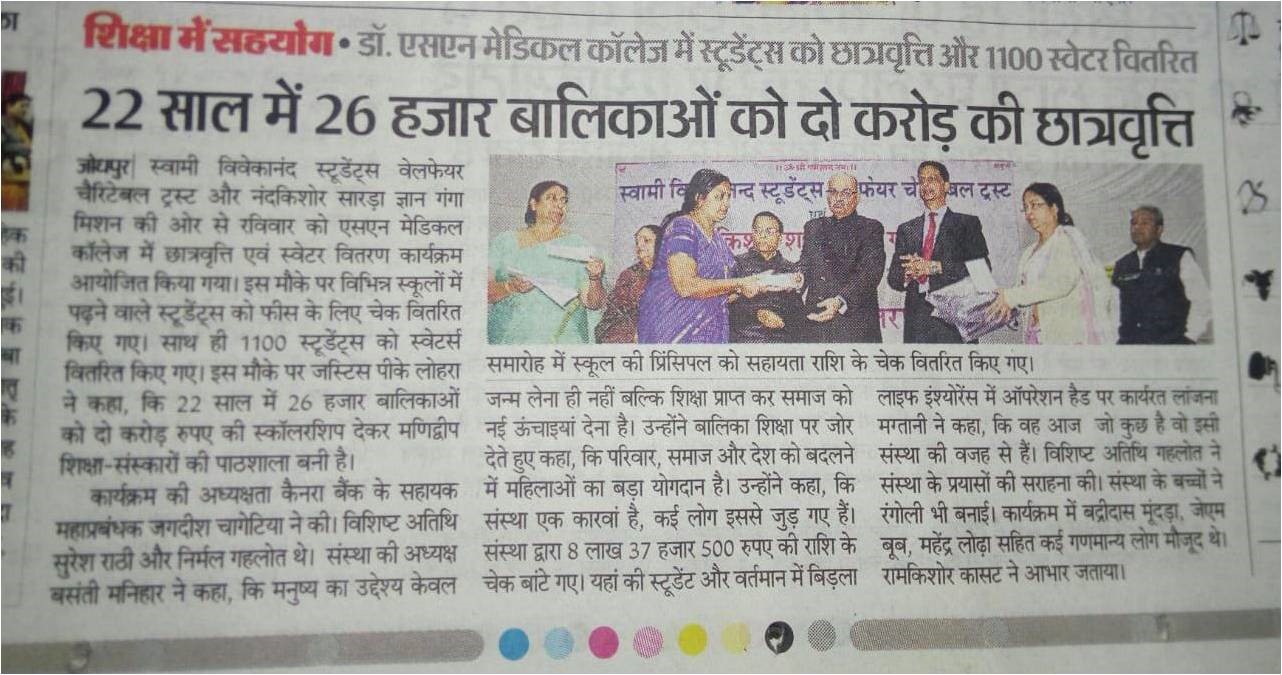 शिक्षा में सहयोग • डॉ. एसएन मेडिकल कॉलेज में स्टूडेंट्स को छात्रवृत्ति और 1100 स्वेटर वितरित
22 साल में 26 हजार बालिकाओं को दो करोड़ की छात्रवृत्ति
जोधपुर| स्वामी विवेकानंद स्टूडेंट्स वेलफेयर
चैरिटेबल ट्रस्ट और नंदकिशोर सारड़ा ज्ञान गंगा
मिशन की ओर से रविवार को एसएन मेडिकल
कॉलेज में छात्रवृत्ति एवं स्वेटर वितरण कार्यक्रम
आयोजित किया गया। इस मौके पर विभिन्न स्कूलों में
पढ़ने वाले स्टूडेंट्स को फीस के लिए चेक वितरित
किए गए। साथ ही 1100 स्टूडेंट्स को स्वेटर्स
वितरित किए गए। इस मौके पर जस्टिस पीके लोहरा
ने कहा, कि 22 साल में 26 हजार बालिकाओं
को दो करोड़ रुपए की स्कॉलरशिप देकर मणिद्वीप
शिक्षा-संस्कारों की पाठशाला बनी है।
कार्यक्रम की अध्यक्षता कैनरा बैंक के सहायक
महाप्रबंधक जगदीश चागेटिया ने की। विशिष्ट अतिथि
सुरेश राठी और निर्मल गहलोत थे। संस्था की अध्यक्ष
बसंती मनिहार ने कहा, कि मनुष्य का उद्देश्य केवल
स्वामी वि न्द स्टूडेंट्स फेयर चे बल ट्रस्ट
समारोह में स्कूल की प्रिंसिपल को सहायता राशि के चेक वितरित किए गए।
जन्म लेना ही नहीं बल्कि शिक्षा प्राप्त कर समाज को
नई ऊंचाइयां देना है। उन्होंने बालिका शिक्षा पर जोर
देते हुए कहा, कि परिवार, समाज और देश को बदलने
में महिलाओं का बड़ा योगदान है। उन्होंने कहा, कि
संस्था एक कारवां है, कई लोग इससे जुड़ गए हैं।
संस्था द्वारा 8 लाख 37 हजार 500 रुपए की राशि के
चेक बांटे गए। यहां की स्टूडेंट और वर्तमान में बिड़ला
लाइफ इंश्योरेंस में ऑपरेशन हैड पर कार्यरत लांजना
मग्तानी ने कहा, कि वह आज जो कुछ है वो इसी
संस्था की वजह से हैं। विशिष्ट अतिथि गहलोत ने
संस्था के प्रयासों की सराहना की। संस्था के बच्चों ने
रंगोली भी बनाई। कार्यक्रम में बद्रीदास मूंदड़ा, जेएम
बूब, महेंद्र लोढ़ा सहित कई गणमान्य लोग मौजूद थे।
रामकिशोर कासट ने आभार जताया।